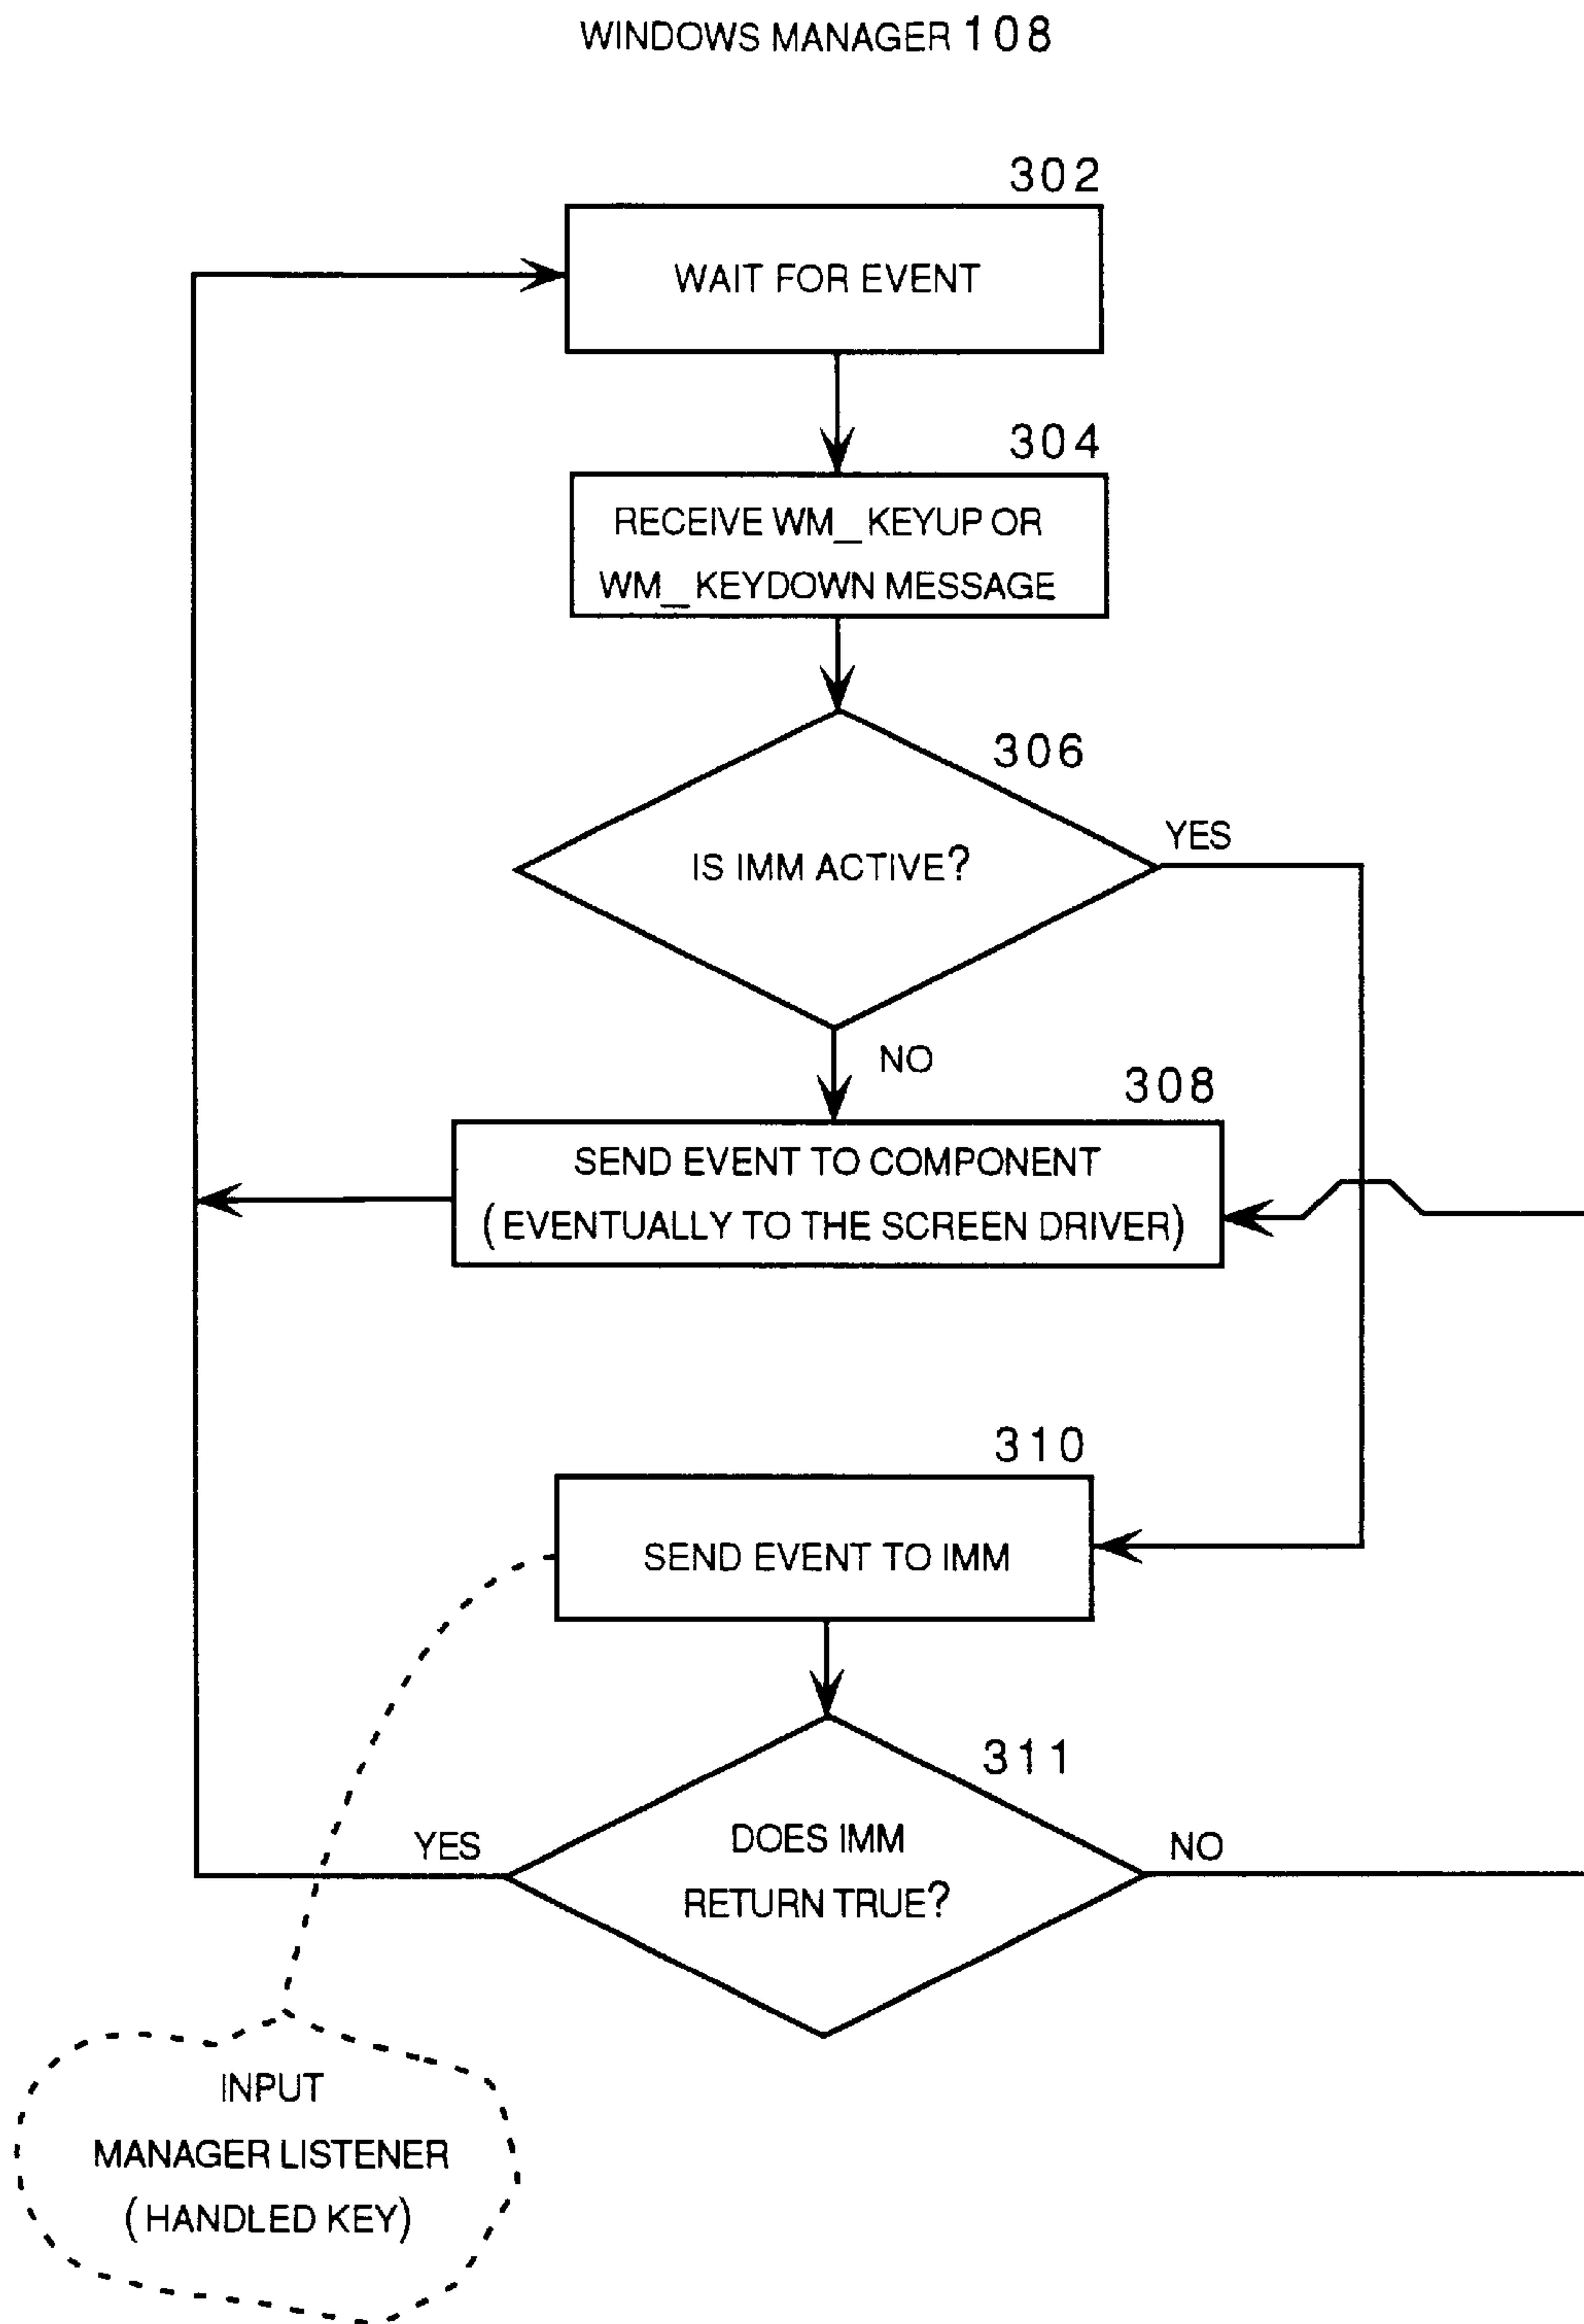 WINDOWS MANAGER 108
302
WAIT FOR EVENT
304
RECEIVE WM_KEYUP OR
WM_KEYDOWN MESSAGE
306
IS IMM ACTIVE?
YES
NO
308
SEND EVENT TO COMPONENT
(EVENTUALLY TO THE SCREEN DRIVER)
310
SEND EVENT TO IMM
311
DOES IMM
RETURN TRUE?
YES
NO
INPUT
MANAGER LISTENER
(HANDLED KEY)